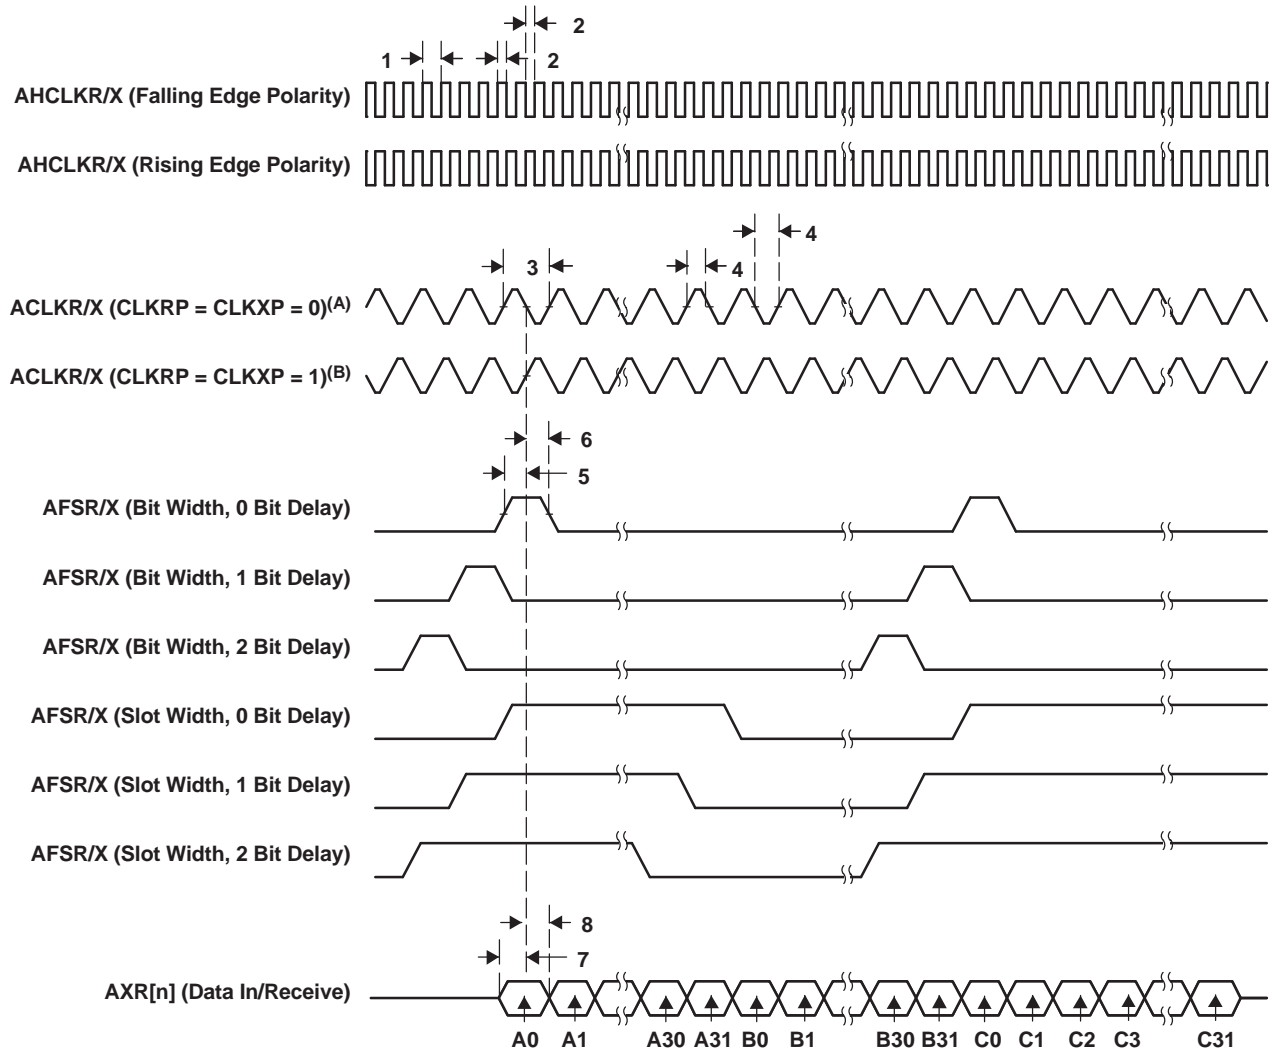 2
1 2
AHCLKR/X (Falling Edge Polarity)
AHCLKR/X (Rising Edge Polarity)
4
3 4
ACLKR/X (CLKRP = CLKXP = 0)(A)
ACLKR/X (CLKRP = CLKXP = 1)(B)
6
5
AFSR/X (Bit Width, 0 Bit Delay)
AFSR/X (Bit Width, 1 Bit Delay)
AFSR/X (Bit Width, 2 Bit Delay)
AFSR/X (Slot Width, 0 Bit Delay)
AFSR/X (Slot Width, 1 Bit Delay)
AFSR/X (Slot Width, 2 Bit Delay)
8
7
AXR[n] (Data In/Receive)
A0 A1 A30 A31 B0 B1 B30 B31 C0 C1 C2 C3 C31